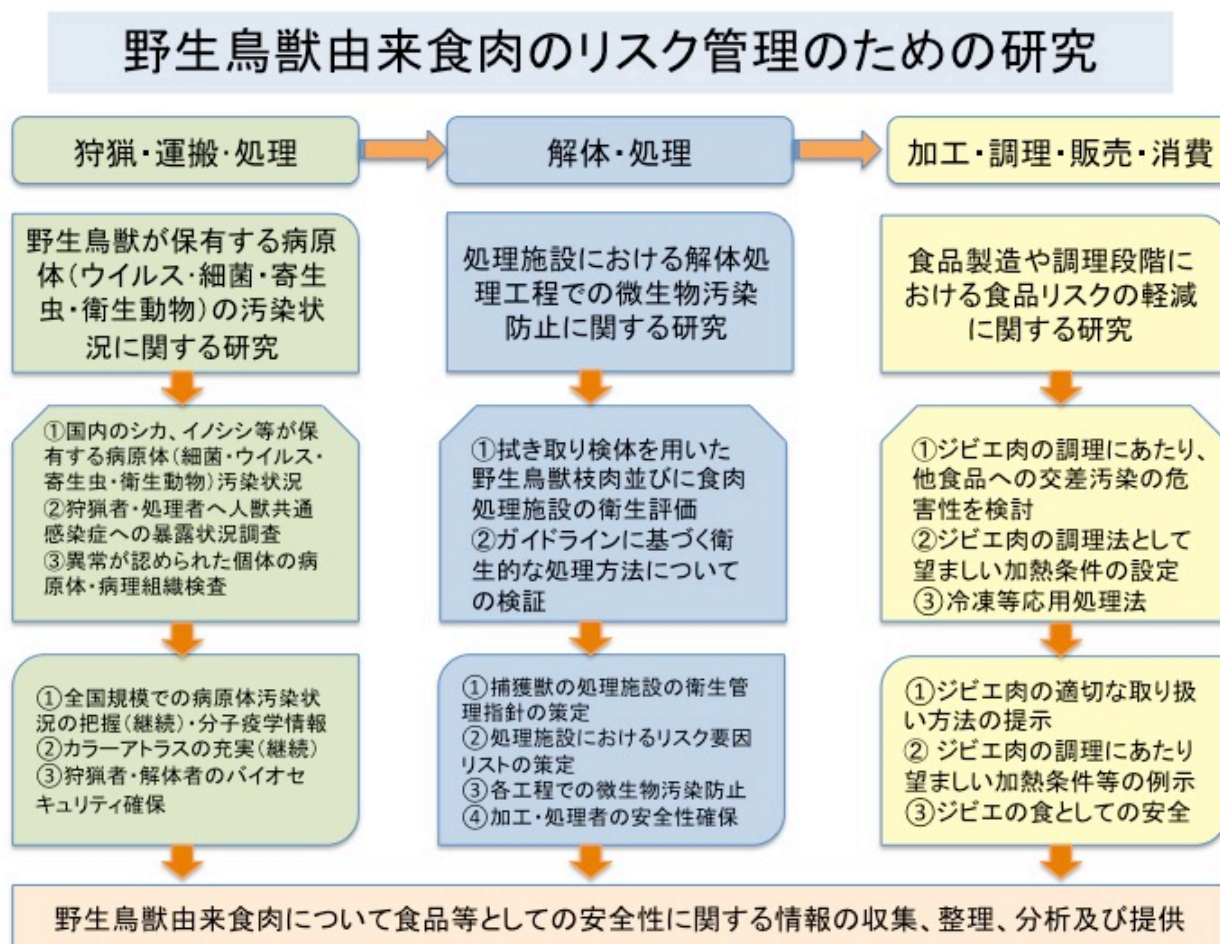 野生鳥獣由来食肉のリスク管理のための研究
狩猟・運搬・処理
解体・処理
加工・調理・販売・消費
野生鳥獣が保有する病原
体(ウイルス・細菌・寄生
虫・衛生動物)の汚染状
況に関する研究
処理施設における解体処
理工程での微生物汚染
防止に関する研究
食品製造や調理段階に
おける食品リスクの軽減
に関する研究
①国内のシカ、イノシシ等が保
有する病原体(細菌・ウイルス・
寄生虫・衛生動物)汚染状況
②狩猟者・処理者へ人獣共通
感染症への暴露状況調査
③異常が認められた個体の病
原体・病理組織検査
①拭き取り検体を用いた
野生鳥獣枝肉並びに食肉
処理施設の衛生評価
②ガイドラインに基づく衛
生的な処理方法について
の検証
①ジビエ肉の調理にあたり、
他食品への交差汚染の危
害性を検討
②ジビエ肉の調理法として
望ましい加熱条件の設定
③冷凍等応用処理法
①全国規模での病原体汚染状
況の把握(継続)・分子疫学情報
②カラーアトラスの充実(継続)
③狩猟者・解体者のバイオセ
キュリティ確保
①捕獲獣の処理施設の衛生管
理指針の策定
②処理施設におけるリスク要因
リストの策定
③各工程での微生物汚染防止
④加工・処理者の安全性確保
①ジビエ肉の適切な取り扱
い方法の提示
② ジビエ肉の調理にあたり
望ましい加熱条件等の例示
③ジビエの食としての安全
野生鳥獣由来食肉について食品等としての安全性に関する情報の収集、整理、分析及び提供